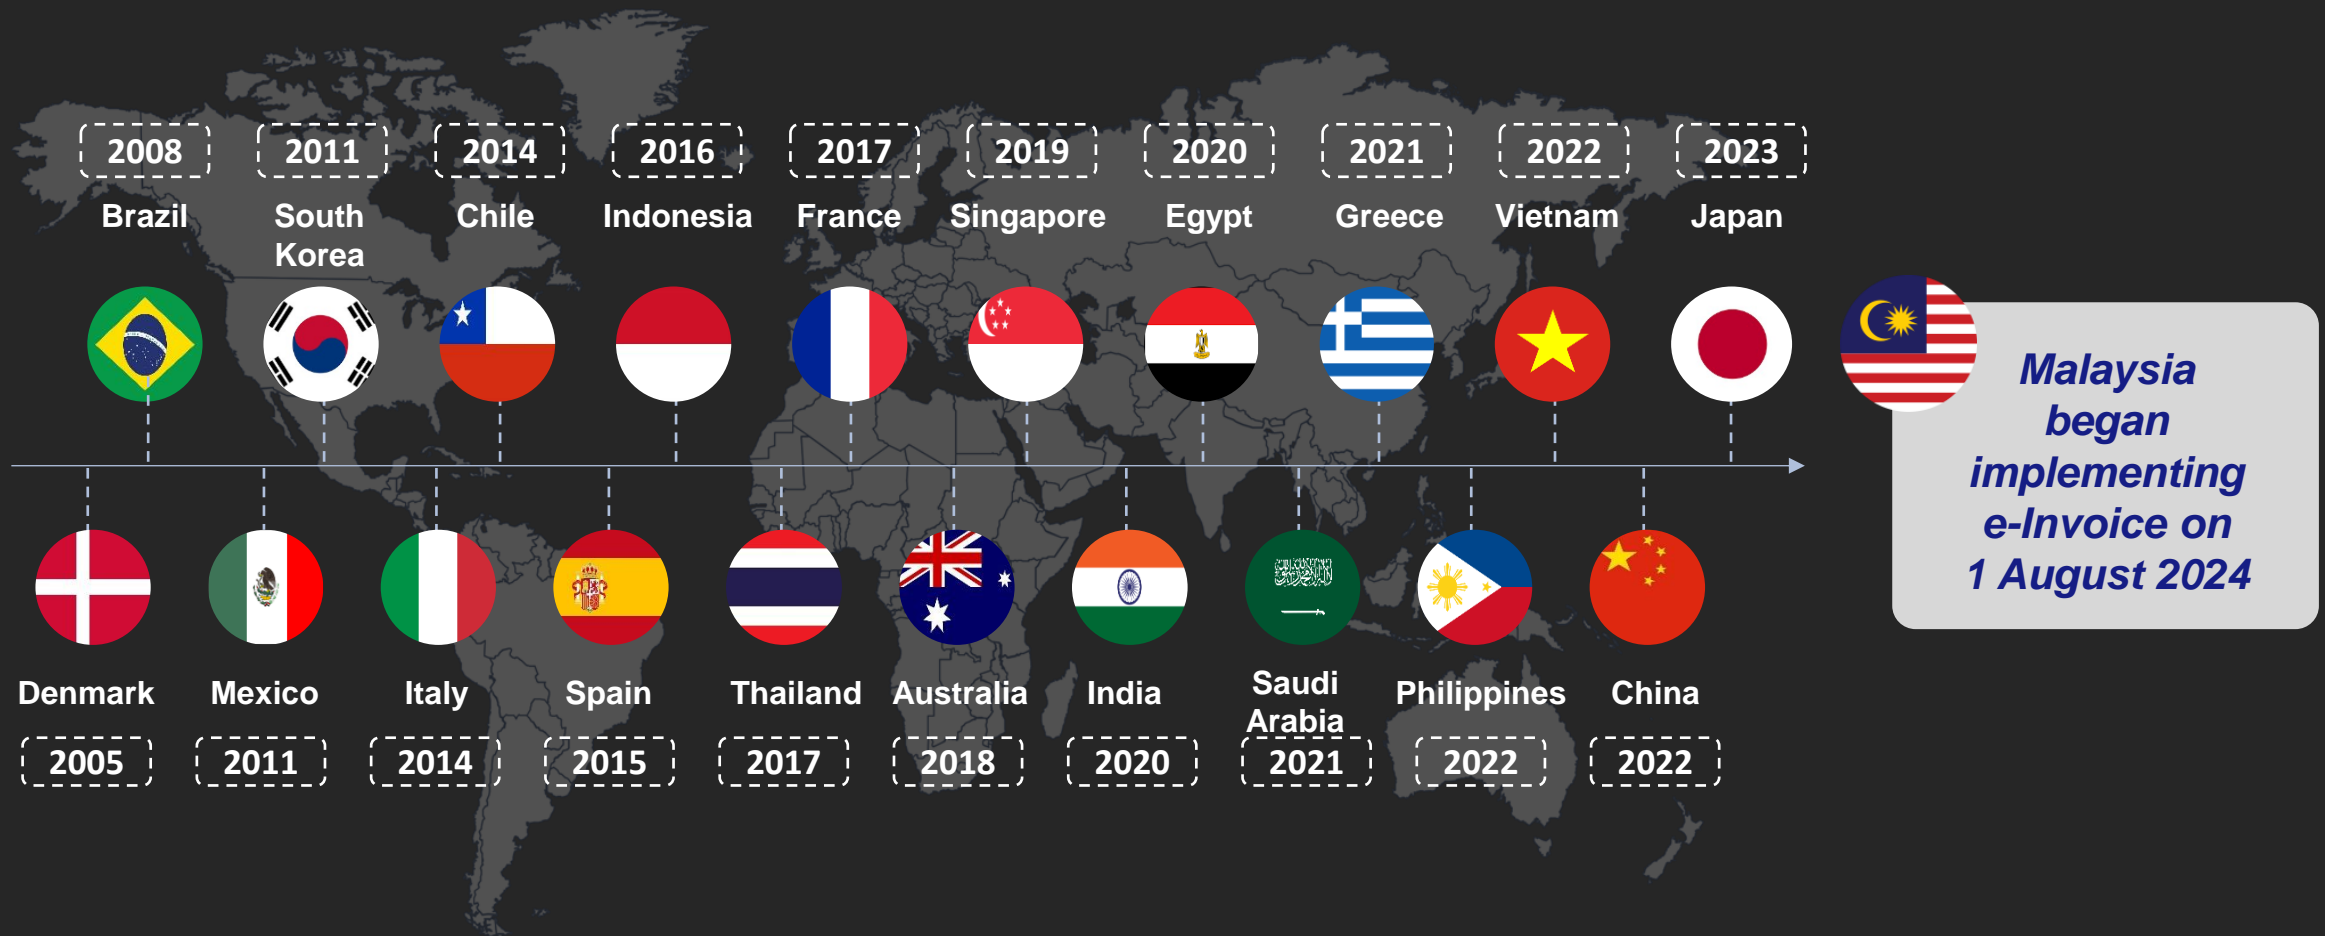 2008
2011
2014
2016
2017
2019
2020
2021
2022
2023
Brazil
South
Korea
Chile
Indonesia
France
Singapore
Egypt
Greece
Vietnam
Japan
Malaysia
began
implementing
e-Invoice on
1 August 2024
Denmark
Mexico
Italy
Spain
Thailand
Australia
India
Saudi
Arabia
Philippines
China
2005
2011
2014
2015
2017
2018
2020
2021
2022
2022